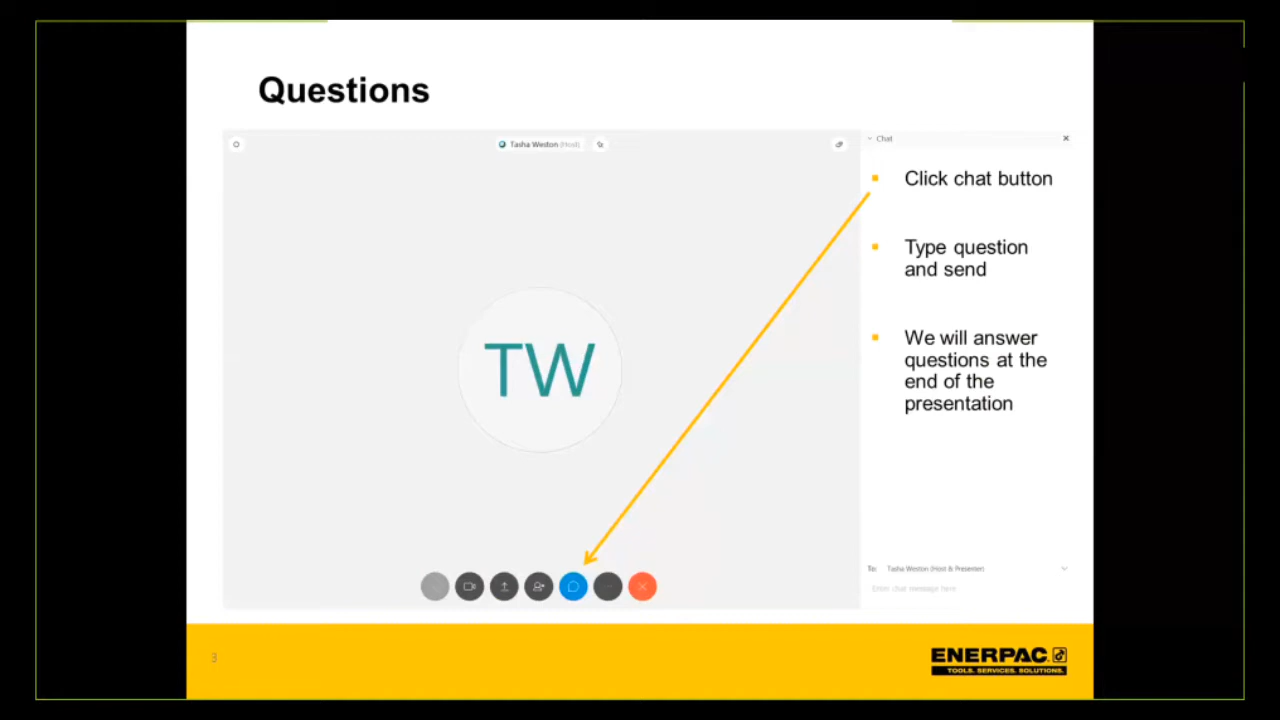 Questions
Tasha Weston (Host)
Chat
Click chat button
Type question
and send
We will answer
questions at the
end of the
presentation
TW
To: Tasha Weston (Host & Presenter)
Enter chat message here
3
ENERPAC
TOOLS. SERVICES. SOLUTIONS.